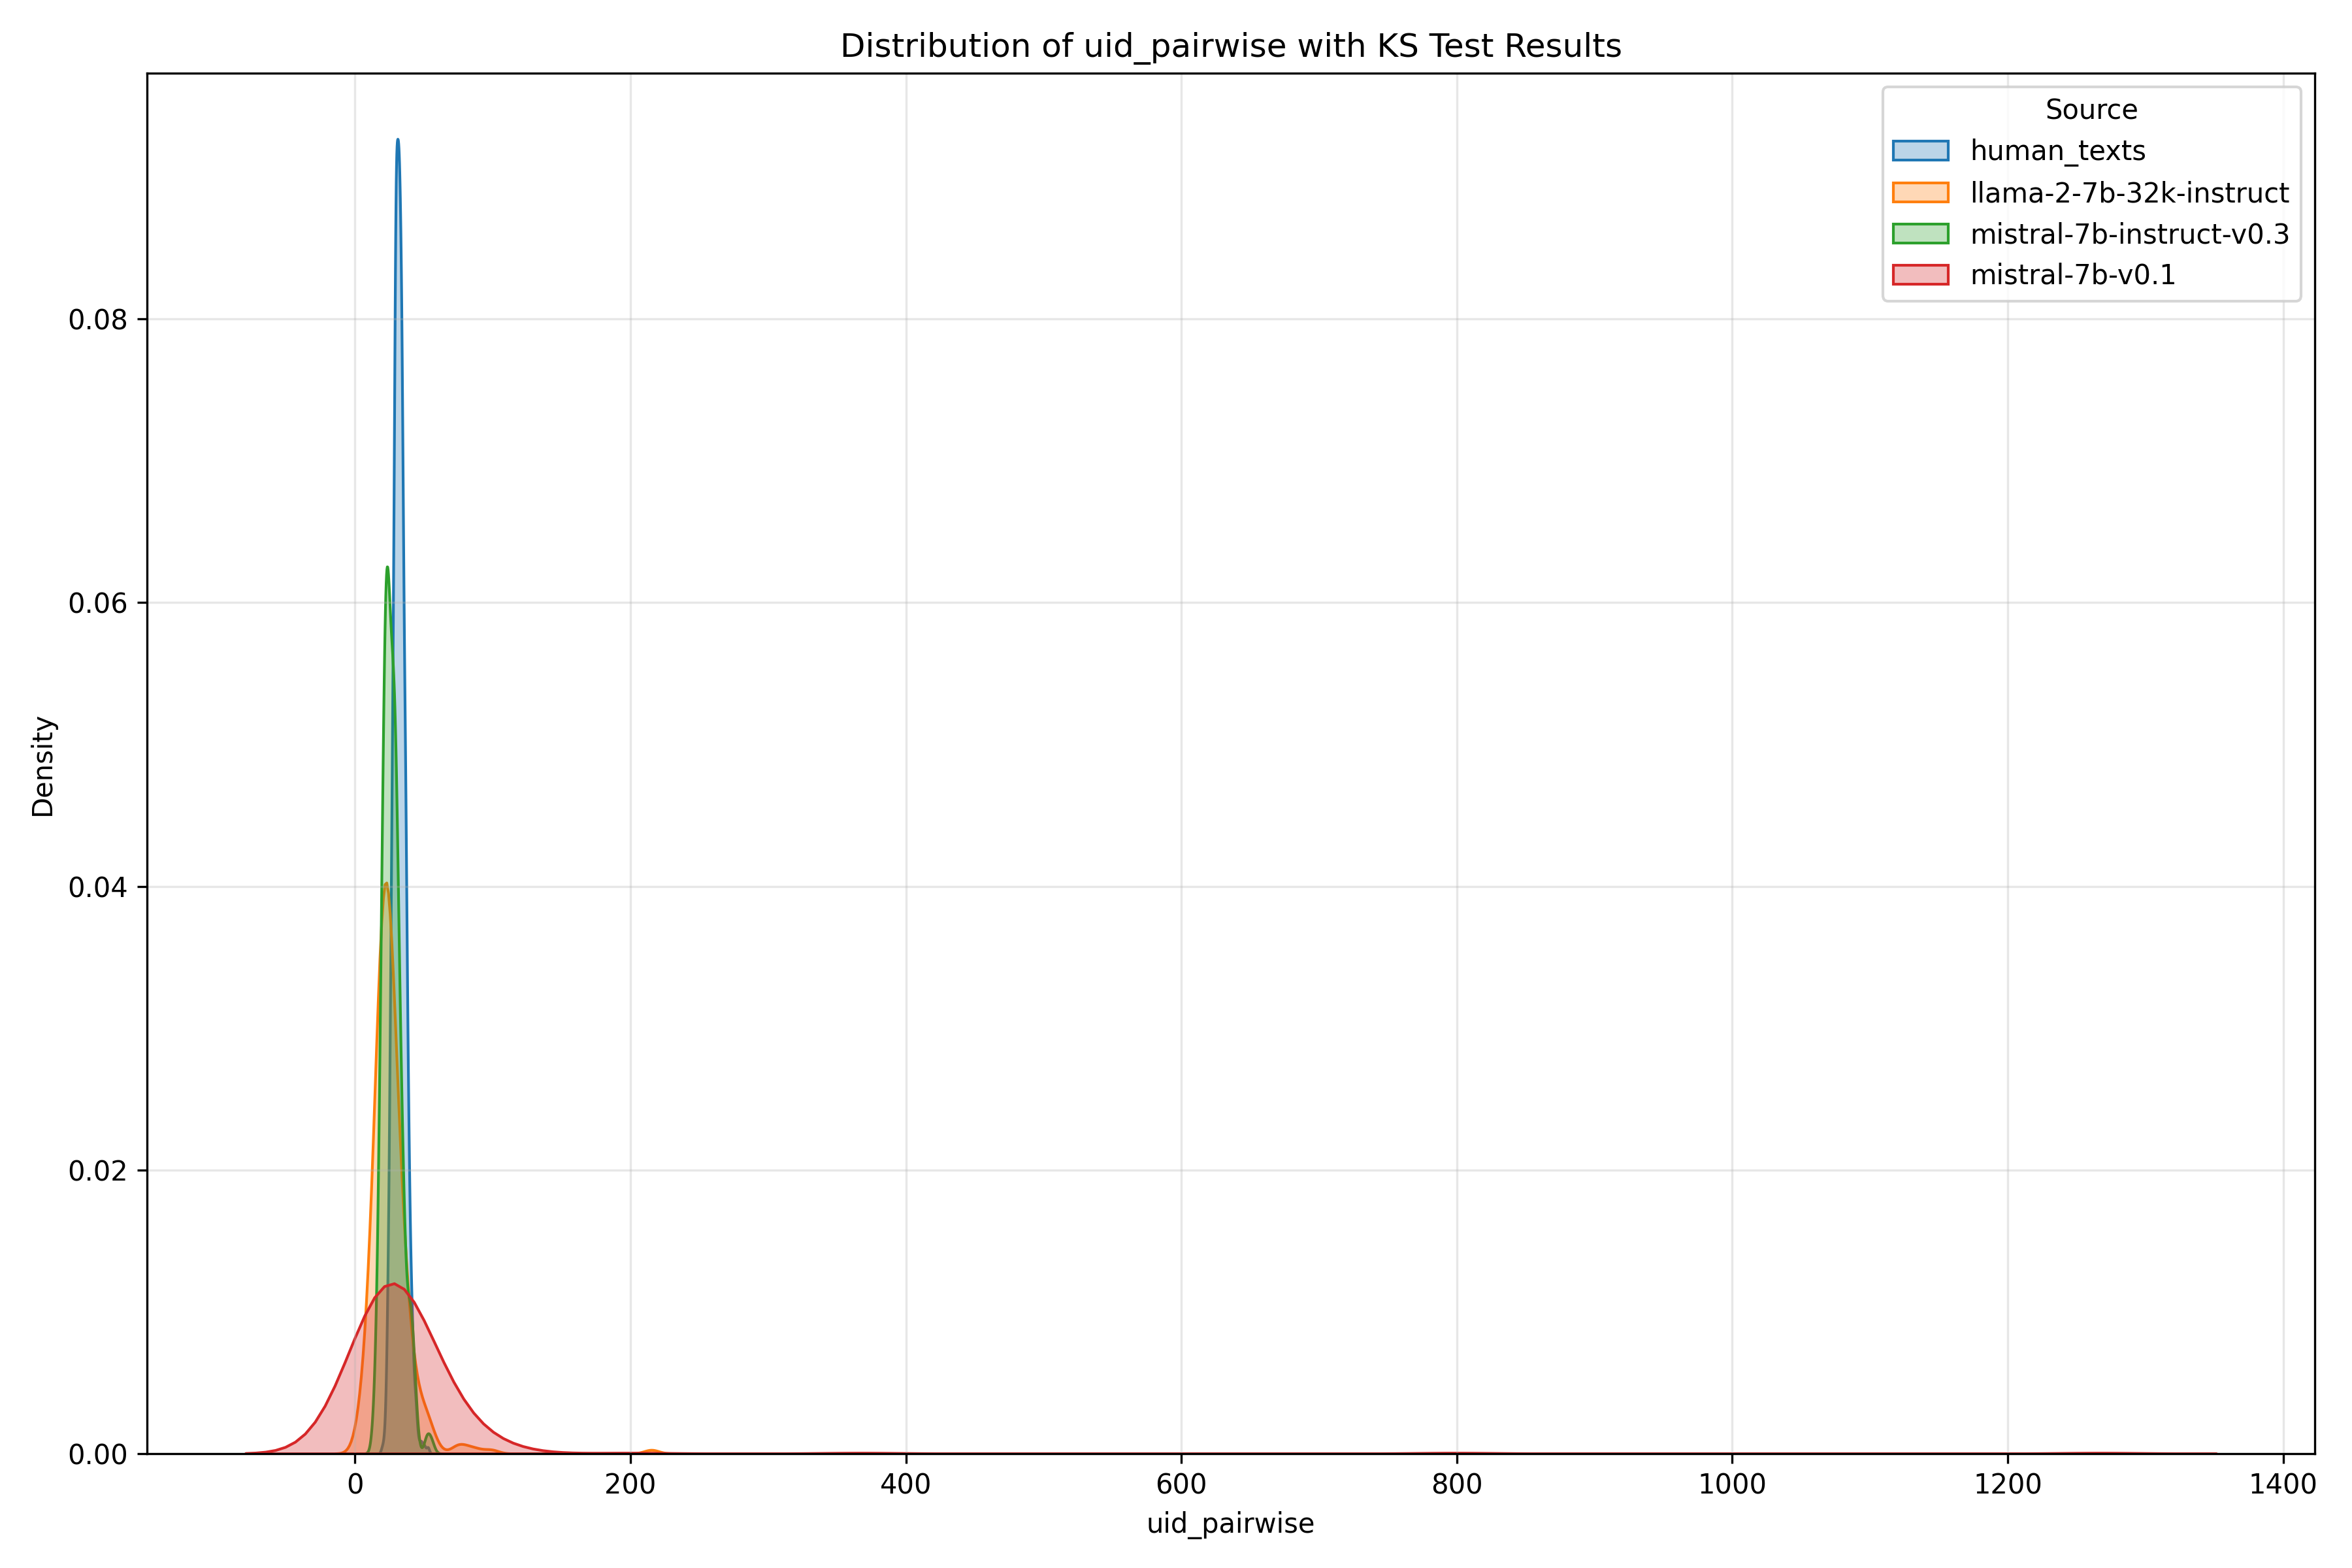 Distribution of uid_pairwise with KS Test Results
Source
human_texts
llama-2-7b-32k-instruct
mistral-7b-instruct-v0.3
mistral-7b-v0.1
Density
0.08
0.06
0.04
0.02
0.00
0 200 400 600 800 1000 1200 1400
uid_pairwise